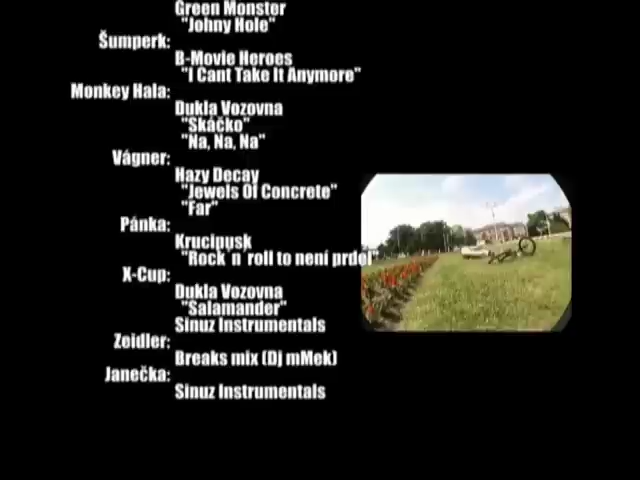 Green Monster
"Johny Hole"
Šumperk:
B-Movie Heroes
"I Cant Take It Anymore"
Monkey Hala:
Dukla Vozovna
"Skáčko"
"Na, Na, Na"
Vágner:
Hazy Decay
"Jewels Of Concrete"
"Far"
Pánka:
Krucipusk
"Rock´n´roll to není prdel"
X-Cup:
Dukla Vozovna
"Salamander"
Sinuz Instrumentals
Zeidler:
Breaks mix (Dj mMek)
Janečka:
Sinuz Instrumentals